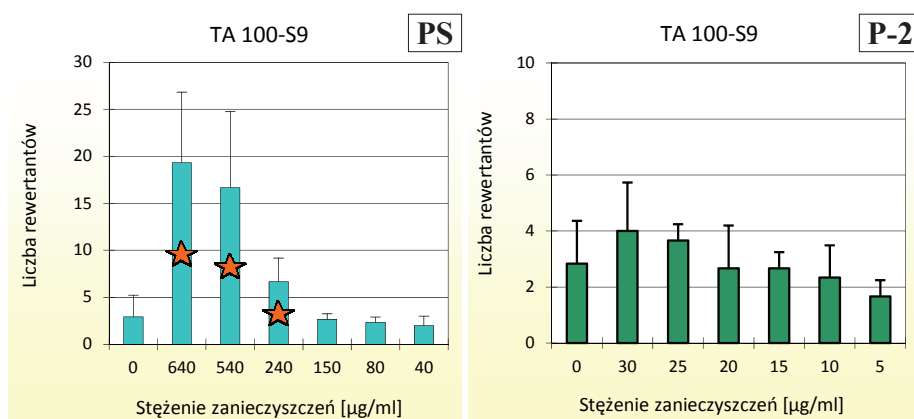 TA 100-S9
PS
Liczba rewertantów
30
25
20
15
10
5
0
0 640 540 240 150 80 40
Stężenie zanieczyszczeń [µg/ml]
TA 100-S9
P-2
Liczba rewertantów
10
8
6
4
2
0
0 30 25 20 15 10 5
Stężenie zanieczyszczeń [µg/ml]